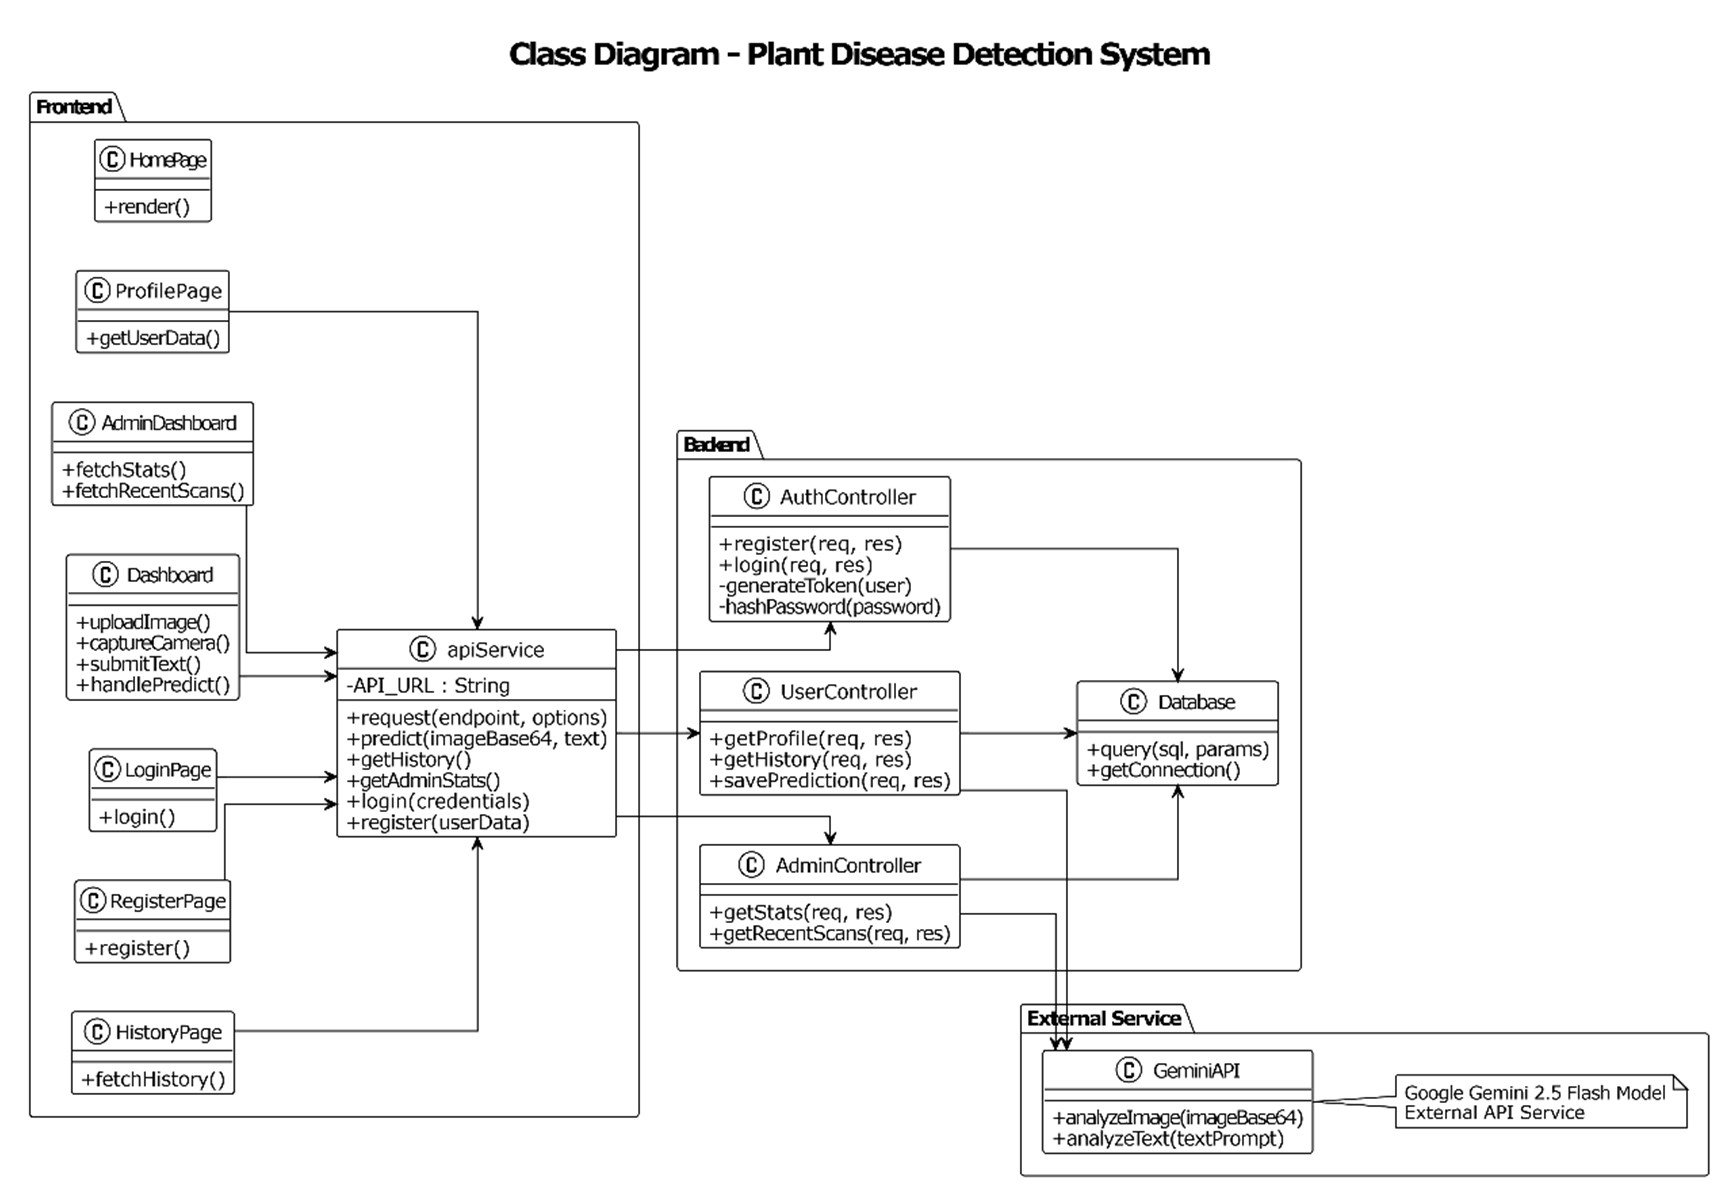 Class Diagram - Plant Disease Detection System
Frontend
C HomePage
+render()
C ProfilePage
+getUserData()
C AdminDashboard
+fetchStats()
+fetchRecentScans()
C Dashboard
+uploadImage()
+captureCamera()
+submitText()
+handlePredict()
C LoginPage
+login()
C RegisterPage
+register()
C HistoryPage
+fetchHistory()
C apiService
-API_URL : String
+request(endpoint, options)
+predict(imageBase64, text)
+getHistory()
+getAdminStats()
+login(credentials)
+register(userData)
Backend
C AuthController
+register(req, res)
+login(req, res)
-generateToken(user)
-hashPassword(password)
C UserController
+getProfile(req, res)
+getHistory(req, res)
+savePrediction(req, res)
C AdminController
+getStats(req, res)
+getRecentScans(req, res)
C Database
+query(sql, params)
+getConnection()
External Service
C GeminiAPI
+analyzeImage(imageBase64)
+analyzeText(textPrompt)
Google Gemini 2.5 Flash Model
External API Service